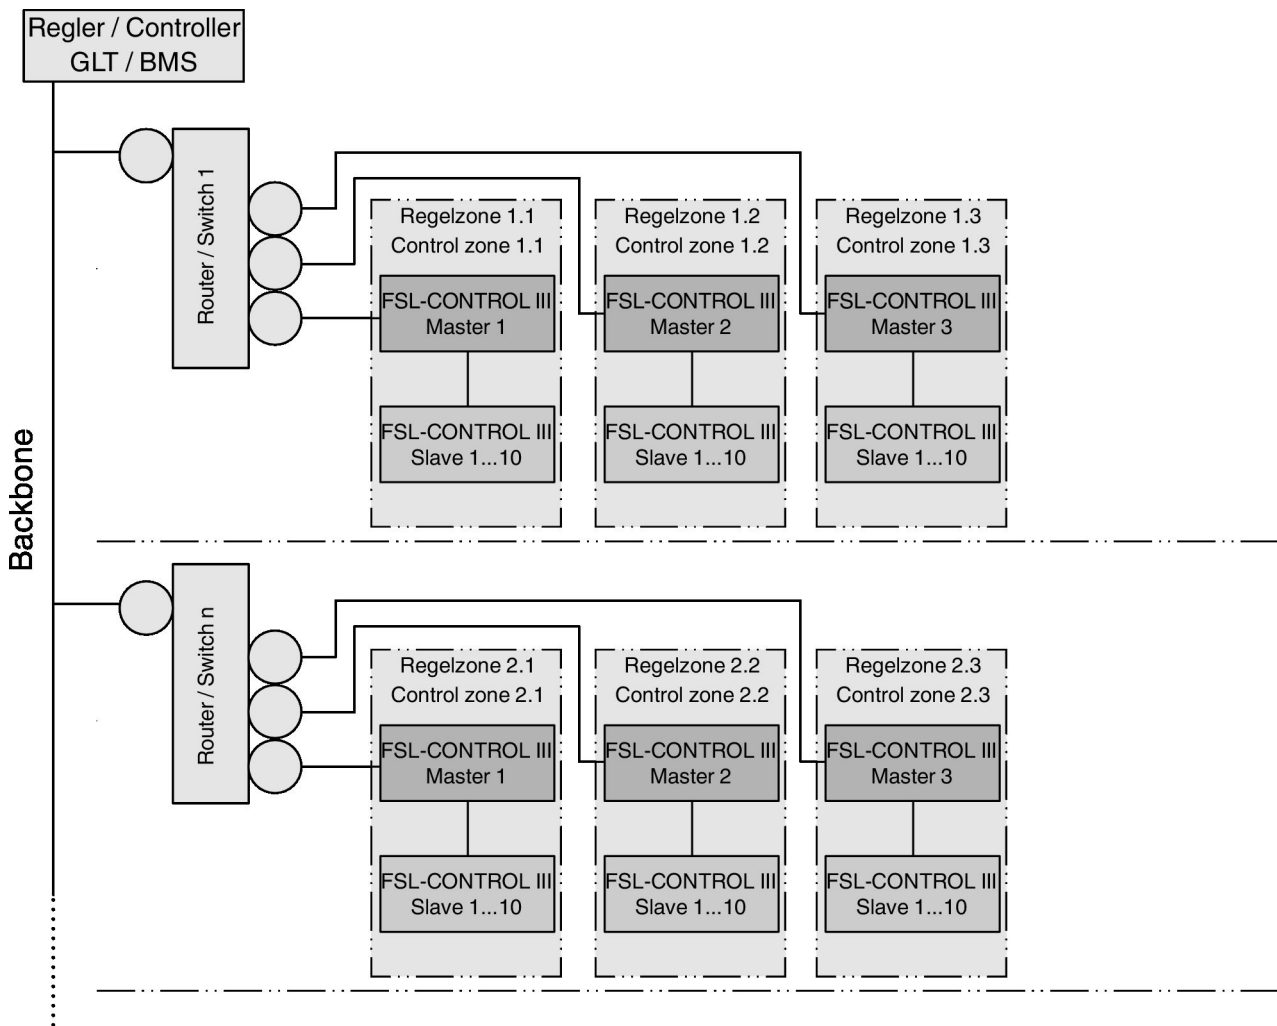 Regler / Controller
GLT / BMS
Backbone
Router / Switch 1
Regelzone 1.1
Control zone 1.1
FSL-CONTROL III
Master 1
FSL-CONTROL III
Slave 1...10
Regelzone 1.2
Control zone 1.2
FSL-CONTROL III
Master 2
FSL-CONTROL III
Slave 1...10
Regelzone 1.3
Control zone 1.3
FSL-CONTROL III
Master 3
FSL-CONTROL III
Slave 1...10
Router / Switch n
Regelzone 2.1
Control zone 2.1
FSL-CONTROL III
Master 1
FSL-CONTROL III
Slave 1...10
Regelzone 2.2
Control zone 2.2
FSL-CONTROL III
Master 2
FSL-CONTROL III
Slave 1...10
Regelzone 2.3
Control zone 2.3
FSL-CONTROL III
Master 3
FSL-CONTROL III
Slave 1...10